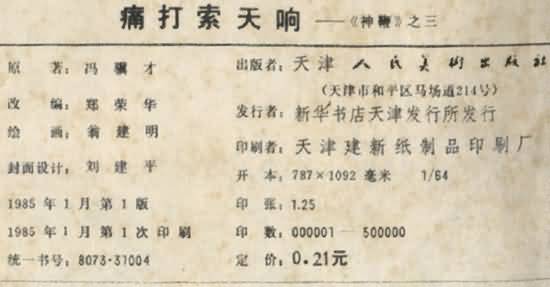 痛打索天响——《神鞭》之三
原 著：冯骥才
改 编：郑荣华
绘 画：翁建明
封面设计：刘建平
1985年1月第1版
1985年1月第1次印刷
统一书号：8073·31004
出版者：天津人民美術出版社
（天津市和平区马场道214号）
发行者：新华书店天津发行所发行
印刷者：天津建新纸制品印刷厂
开 本：787×1092 毫米 1/64
印 张：1.25
印 数：000001—500000
定 价：0.21元